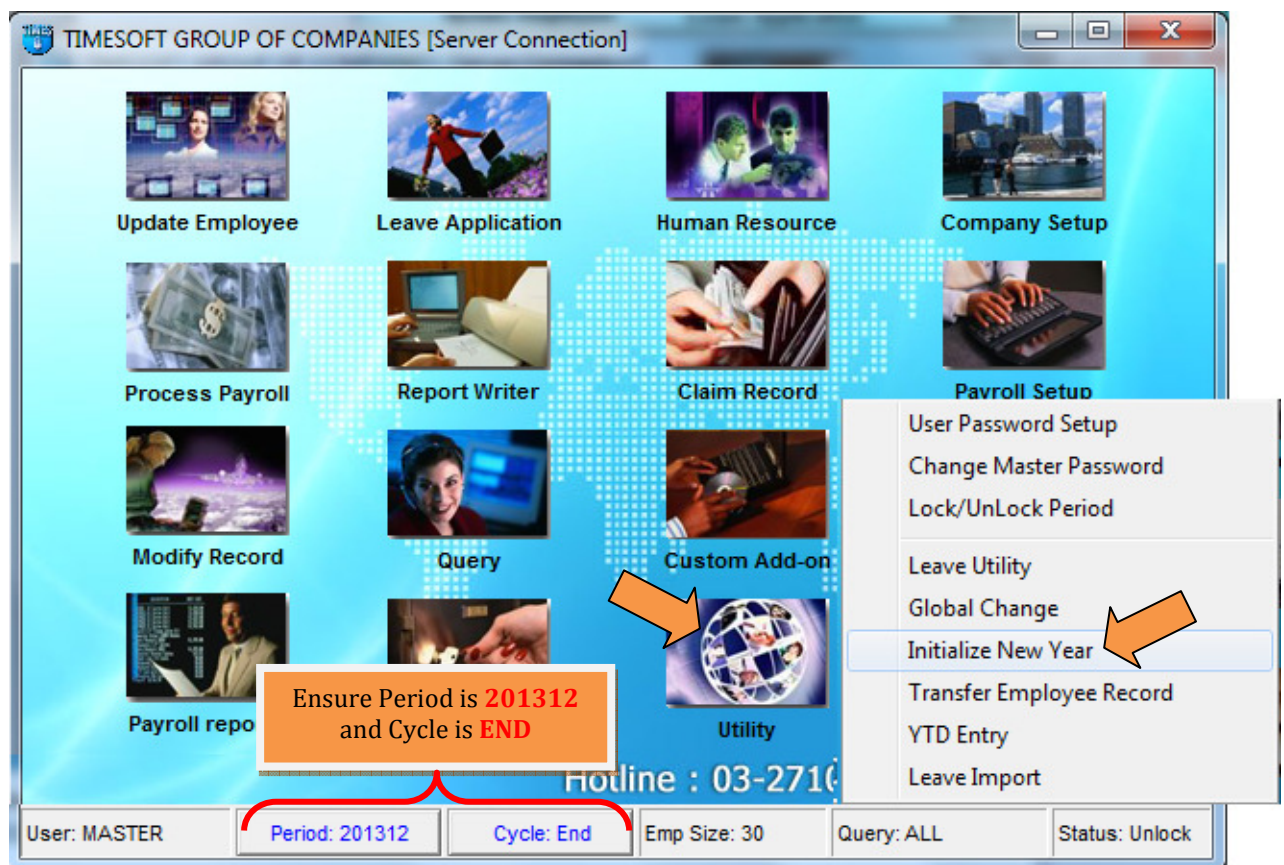 TIMESOFT GROUP OF COMPANIES [Server Connection]
Update Employee
Leave Application
Human Resource
Company Setup
Process Payroll
Report Writer
Claim Record
Payroll Setup
Modify Record
Query
Custom Add-on
Payroll repo
Utility
User Password Setup
Change Master Password
Lock/UnLock Period
Leave Utility
Global Change
Initialize New Year
Transfer Employee Record
YTD Entry
Leave Import
Ensure Period is 201312
and Cycle is END
Hotline : 03-271
User: MASTER
Period: 201312
Cycle: End
Emp Size: 30
Query: ALL
Status: Unlock